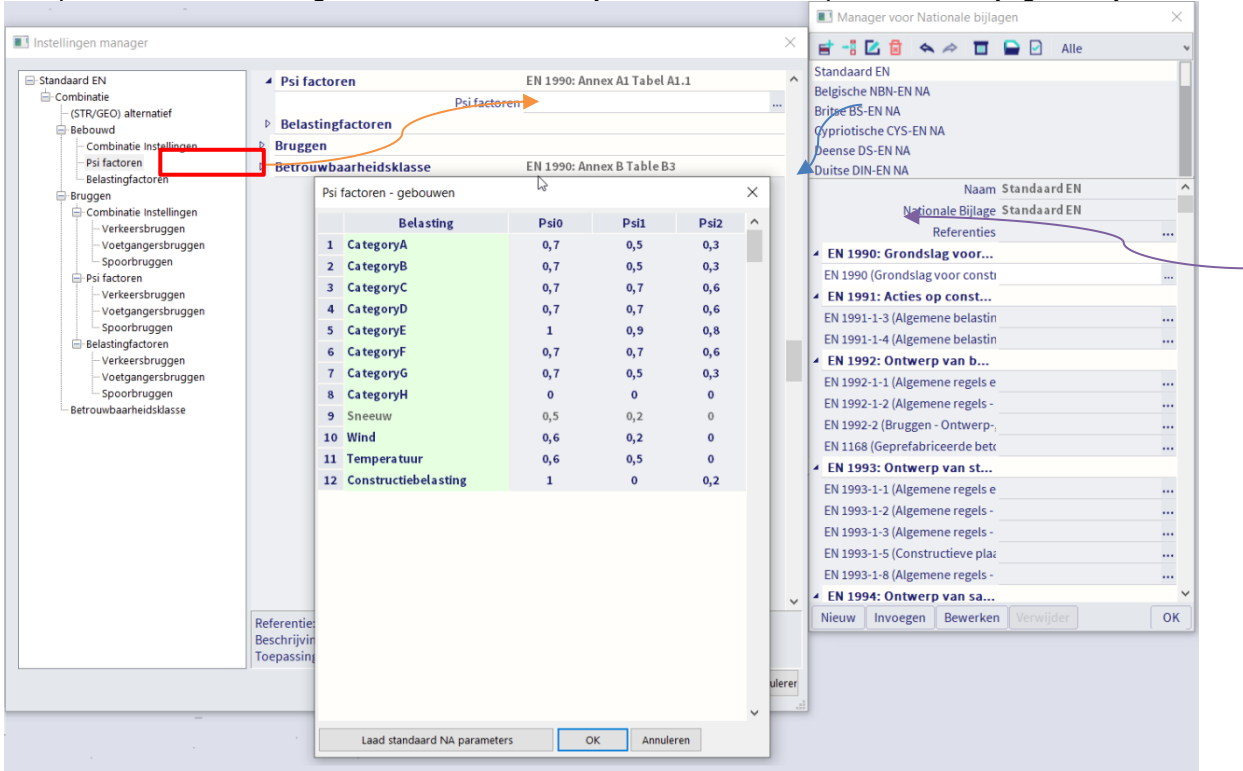 Instellingen manager
Standaard EN
Combinatie
(STR/GEO) alternatief
Bebouwd
Combinatie Instellingen
Psi factoren
Belastingfactoren
Bruggen
Combinatie Instellingen
Verkeersbruggen
Voetgangersbruggen
Spoorbruggen
Psi factoren
Verkeersbruggen
Voetgangersbruggen
Spoorbruggen
Belastingfactoren
Verkeersbruggen
Voetgangersbruggen
Spoorbruggen
Betrouwbaarheidsklasse
Psi factoren EN 1990: Annex A1 Tabel A1.1
Psi factoren ...
Belastingfactoren
Bruggen
Betrouwbaarheidsklasse EN 1990: Annex B Table B3
Referentie:
Beschrijvin
Toepassing
uleren
Psi factoren - gebouwen
Belasting Psi0 Psi1 Psi2
1 CategoryA 0,7 0,5 0,3
2 CategoryB 0,7 0,5 0,3
3 CategoryC 0,7 0,7 0,6
4 CategoryD 0,7 0,7 0,6
5 CategoryE 1 0,9 0,8
6 CategoryF 0,7 0,7 0,6
7 CategoryG 0,7 0,5 0,3
8 CategoryH 0 0 0
9 Sneeuw 0,5 0,2 0
10 Wind 0,6 0,2 0
11 Temperatuur 0,6 0,5 0
12 Constructiebelasting 1 0 0,2
Laad standaard NA parameters OK Annuleren
Manager voor Nationale bijlagen
Alle
Standaard EN
Belgische NBN-EN NA
Britse BS-EN NA
Cypriotische CYS-EN NA
Deense DS-EN NA
Duitse DIN-EN NA
Naam Standaard EN
Nationale Bijlage Standaard EN
Referenties ...
EN 1990: Grondslag voor...
EN 1990 (Grondslag voor constr ...
EN 1991: Acties op const...
EN 1991-1-3 (Algemene belastin ...
EN 1991-1-4 (Algemene belastin ...
EN 1992: Ontwerp van b...
EN 1992-1-1 (Algemene regels e ...
EN 1992-1-2 (Algemene regels - ...
EN 1992-2 (Bruggen - Ontwerp- ...
EN 1168 (Geprefabriceerde beto ...
EN 1993: Ontwerp van st...
EN 1993-1-1 (Algemene regels e ...
EN 1993-1-2 (Algemene regels - ...
EN 1993-1-3 (Algemene regels - ...
EN 1993-1-5 (Constructieve plaa ...
EN 1993-1-8 (Algemene regels - ...
EN 1994: Ontwerp van sa...
Nieuw Invoegen Bewerken Verwijder OK